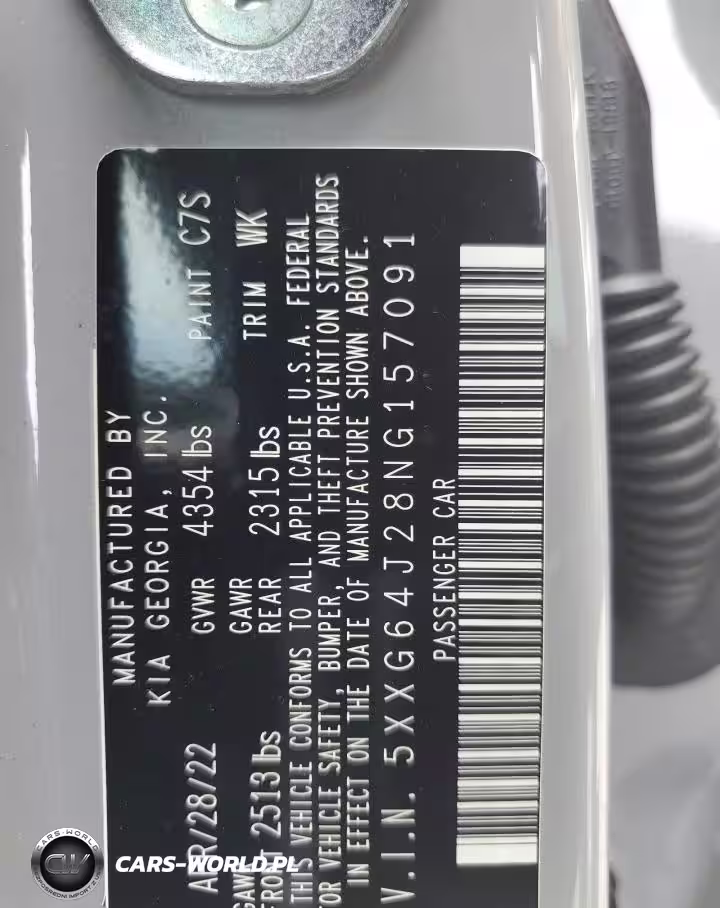 MANUFACTURED BY
KIA GEORGIA, INC.
APR/28/22 GVWR 4354 lbs PAINT C7S
GAWR
FRONT 2513 lbs GAWR REAR 2315 lbs TRIM WK
THIS VEHICLE CONFORMS TO ALL APPLICABLE U.S.A. FEDERAL
FOR VEHICLE SAFETY, BUMPER, AND THEFT PREVENTION STANDARDS
IN EFFECT ON THE DATE OF MANUFACTURE SHOWN ABOVE.
V.I.N. 5XXG64J28NG157091
PASSENGER CAR
CARS-WORLD.PL